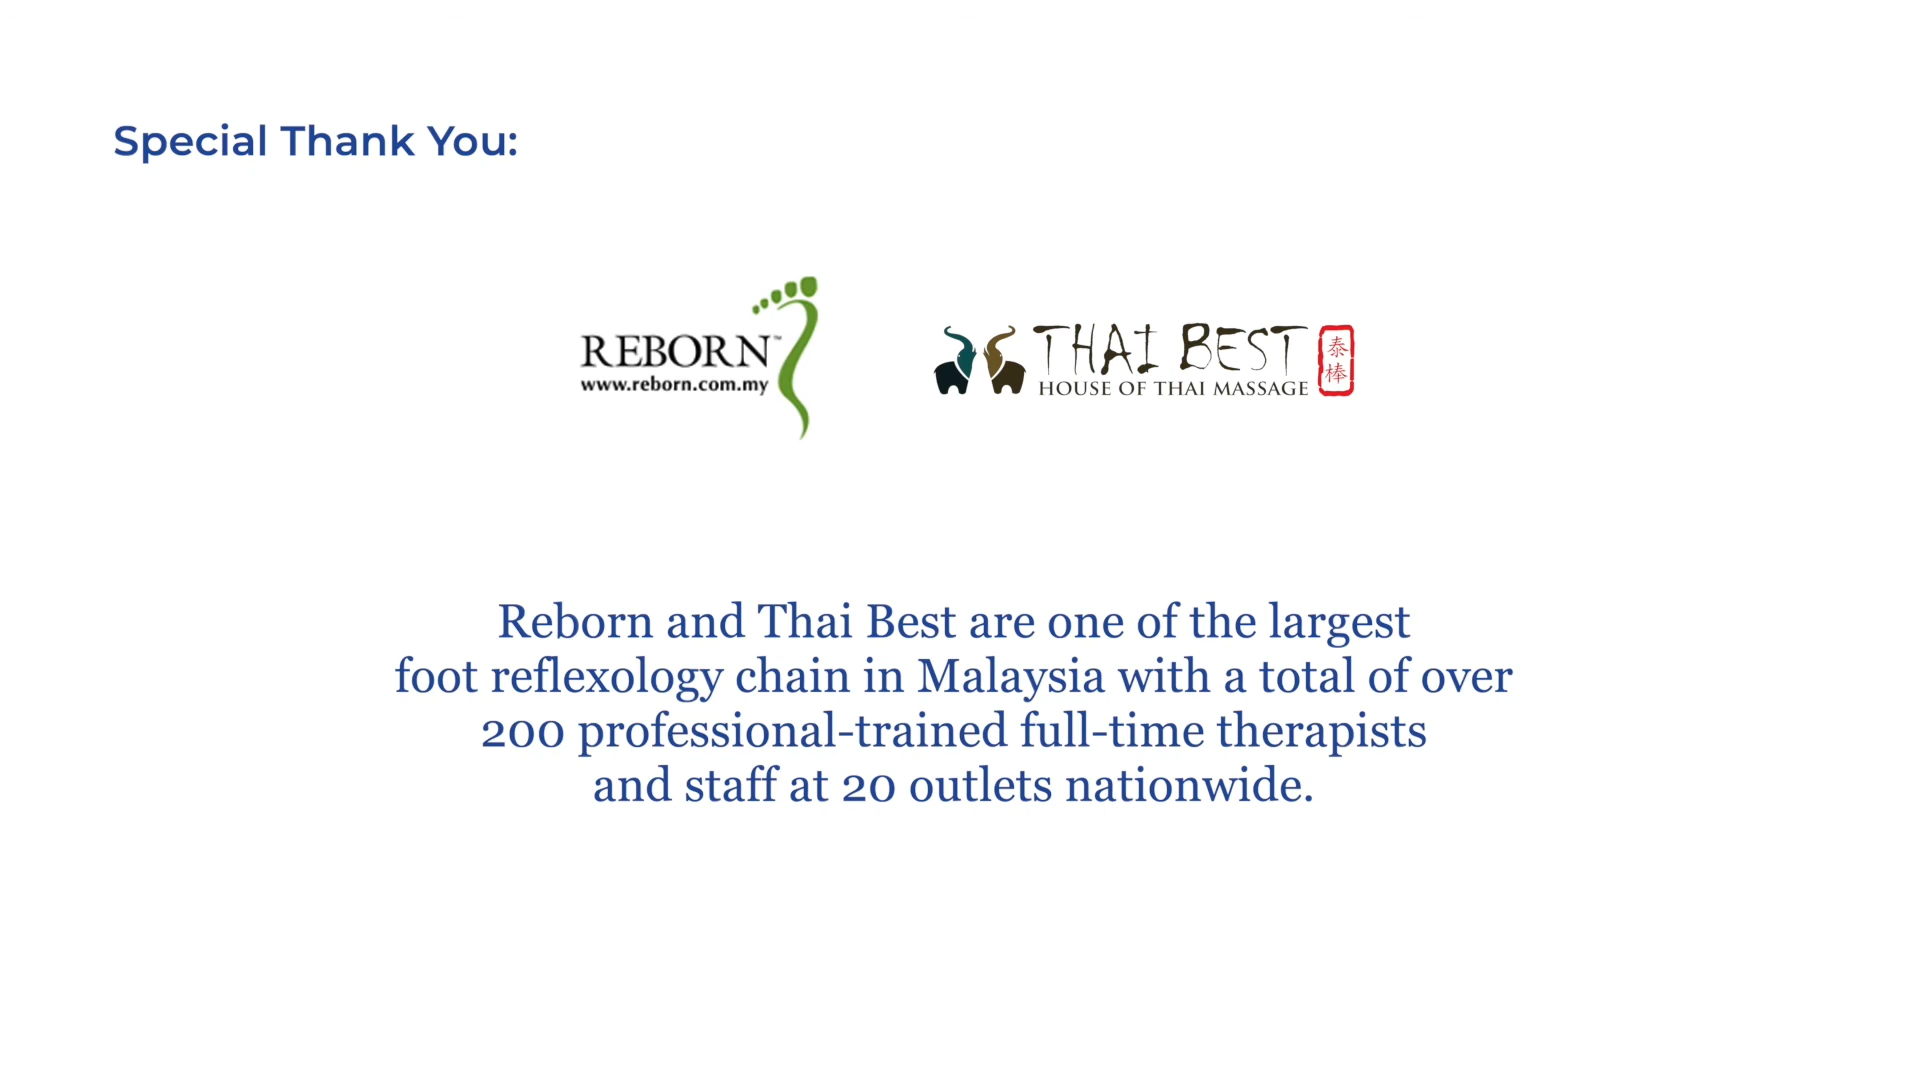 Special Thank You:
REBORN™
www.reborn.com.my
THAI BEST
HOUSE OF THAI MASSAGE
泰棒
Reborn and Thai Best are one of the largest
foot reflexology chain in Malaysia with a total of over
200 professional-trained full-time therapists
and staff at 20 outlets nationwide.